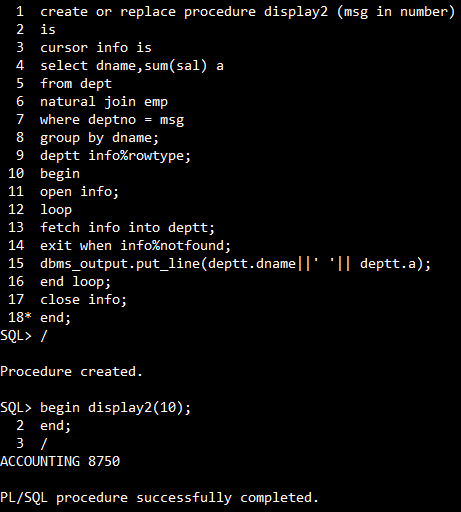 1 create or replace procedure display2 (msg in number)
2 is
3 cursor info is
4 select dname,sum(sal) a
5 from dept
6 natural join emp
7 where deptno = msg
8 group by dname;
9 deptt info%rowtype;
10 begin
11 open info;
12 loop
13 fetch info into deptt;
14 exit when info%notfound;
15 dbms_output.put_line(deptt.dname||' '|| deptt.a);
16 end loop;
17 close info;
18* end;
SQL> /
Procedure created.
SQL> begin display2(10);
2 end;
3 /
ACCOUNTING 8750
PL/SQL procedure successfully completed.